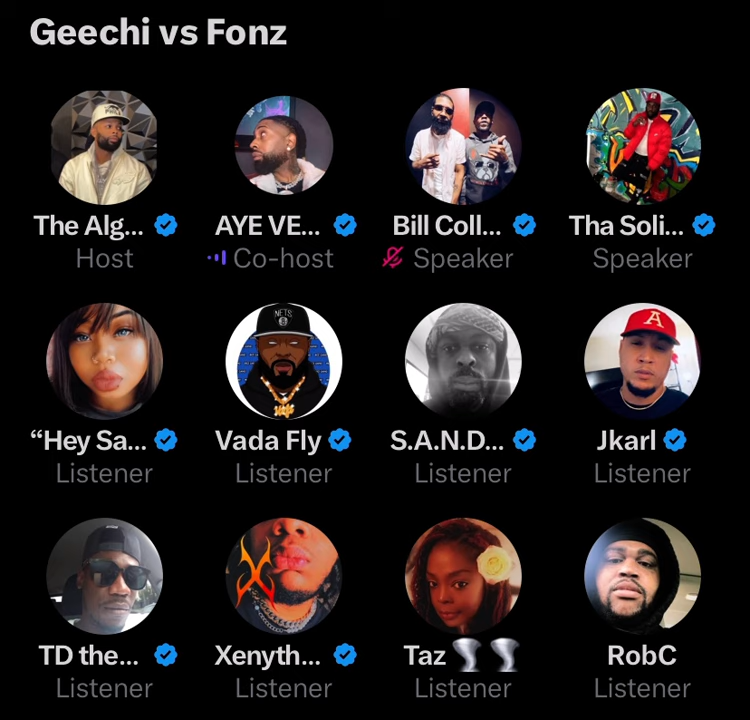 Geechi vs Fonz
The Alg... AYE VE... Bill Coll... Tha Soli...
Host Co-host Speaker Speaker
“Hey Sa... Vada Fly S.A.N.D... Jkarl
Listener Listener Listener Listener
TD the... Xenyth... Taz 🌪🌪 RobC
Listener Listener Listener Listener
NETS
A